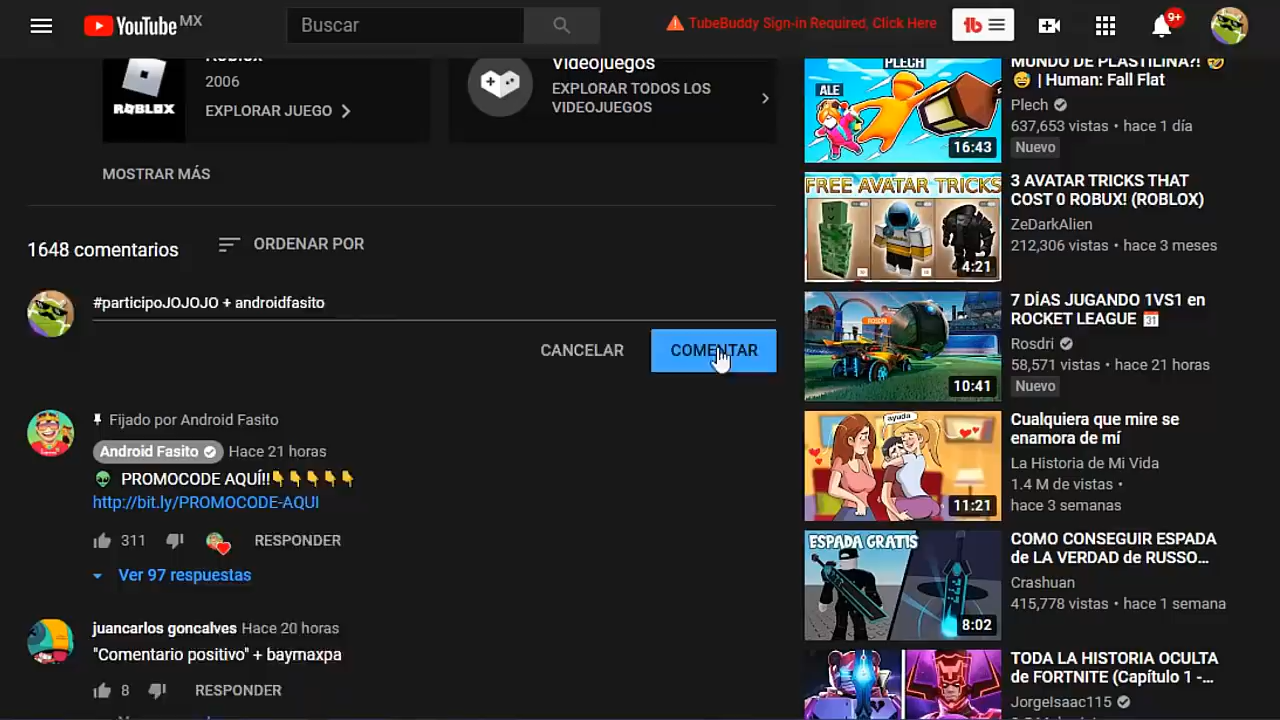 YouTube MX
Buscar
TubeBuddy Sign-in Required, Click Here
tb
9+
ROBLOX
2006
EXPLORAR JUEGO
ROBLOX
Videojuegos
EXPLORAR TODOS LOS
VIDEOJUEGOS
MOSTRAR MÁS
1648 comentarios
ORDENAR POR
#participoJOJOJO + androidfasito
CANCELAR
COMENTAR
Fijado por Android Fasito
Android Fasito
Hace 21 horas
PROMOCODE AQUÍ!!
http://bit.ly/PROMOCODE-AQUI
311
RESPONDER
Ver 97 respuestas
juancarlos goncalves Hace 20 horas
"Comentario positivo" + baymaxpa
8
RESPONDER
PLECH
ALE
16:43
MUNDO DE PLASTILINA?!
| Human: Fall Flat
Plech
637,653 vistas • hace 1 día
Nuevo
FREE AVATAR TRICKS
4:21
3 AVATAR TRICKS THAT
COST 0 ROBUX! (ROBLOX)
ZeDarkAlien
212,306 vistas • hace 3 meses
ROSDRI
10:41
7 DÍAS JUGANDO 1VS1 en
ROCKET LEAGUE
Rosdri
58,571 vistas • hace 21 horas
Nuevo
ayuda
11:21
Cualquiera que mire se
enamora de mí
La Historia de Mi Vida
1.4 M de vistas •
hace 3 semanas
ESPADA GRATIS
8:02
COMO CONSEGUIR ESPADA
de LA VERDAD de RUSSO...
Crashuan
415,778 vistas • hace 1 semana
TODA LA HISTORIA OCULTA
de FORTNITE (Capítulo 1 -...
JorgeIsaac115